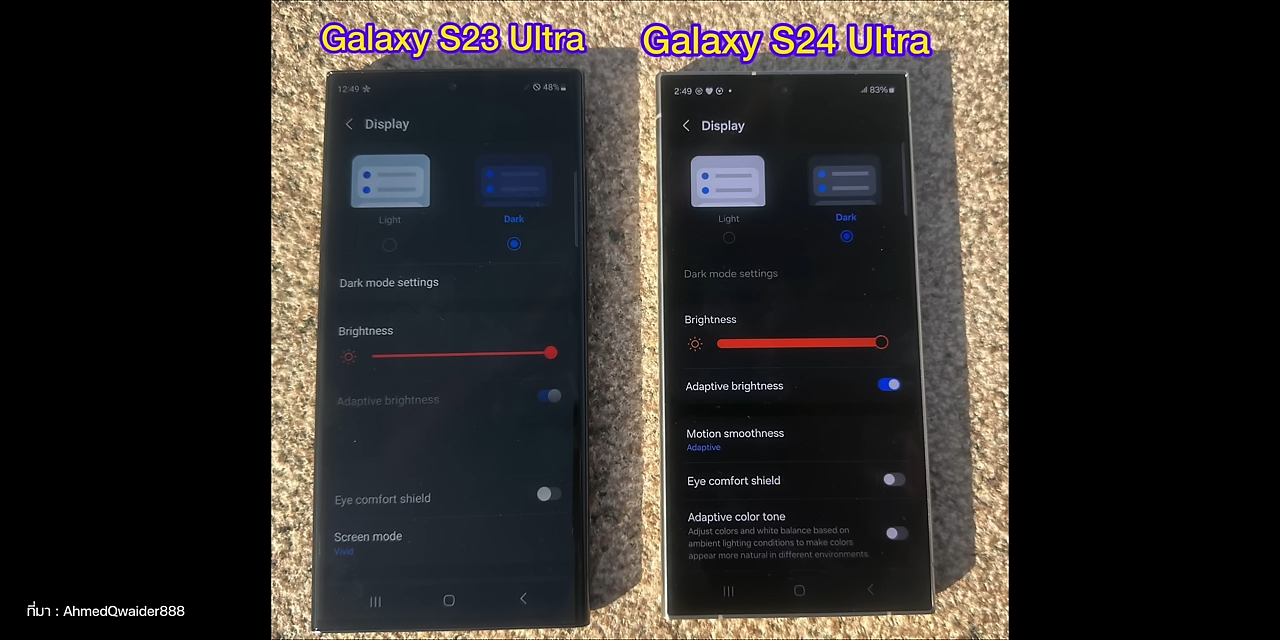 Galaxy S23 Ultra
Galaxy S24 Ultra
12:49
48%
Display
Light
Dark
Dark mode settings
Brightness
Adaptive brightness
Eye comfort shield
Screen mode
Vivid
2:49
83%
Display
Light
Dark
Dark mode settings
Brightness
Adaptive brightness
Motion smoothness
Adaptive
Eye comfort shield
Adaptive color tone
Adjust colors and white balance based on
ambient lighting conditions to make colors
appear more natural in different environments.
ที่มา : AhmedQwaider888